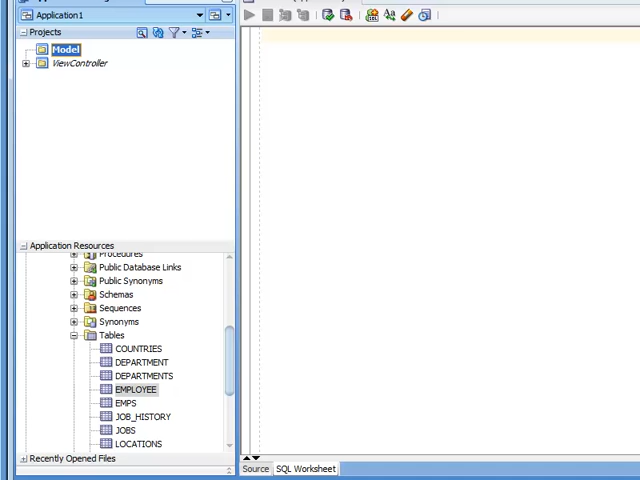 Application1
Projects
Model
ViewController
Application Resources
Procedures
Public Database Links
Public Synonyms
Schemas
Sequences
Synonyms
Tables
COUNTRIES
DEPARTMENT
DEPARTMENTS
EMPLOYEE
EMPS
JOB_HISTORY
JOBS
LOCATIONS
Recently Opened Files
Source SQL Worksheet